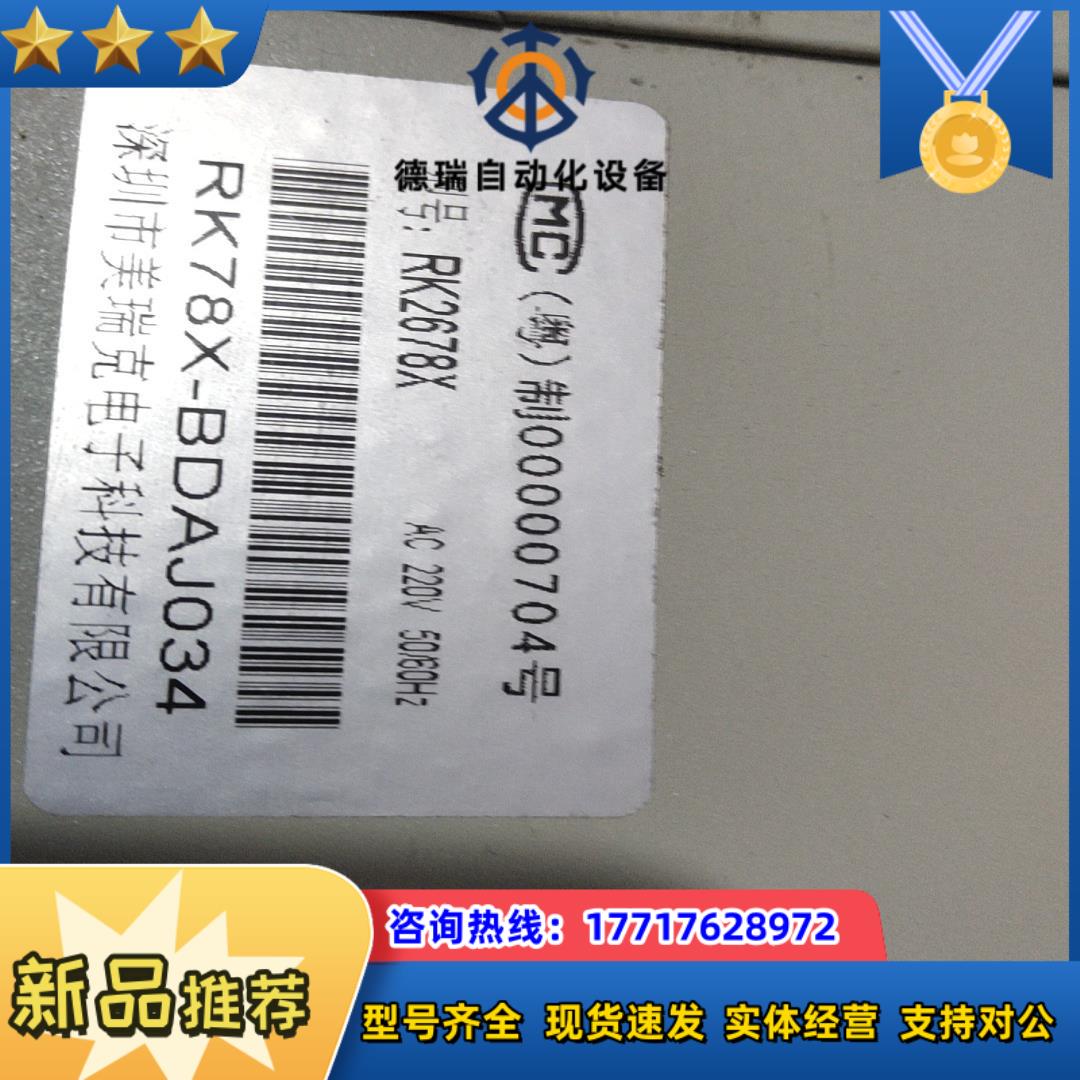 德瑞自动化设备
MC
(粤)制00000704号
型号: RK2678X
AC 220V 50/60Hz
RK78X-BDAJ034
深圳市美瑞克电子科技有限公司
咨询热线：17717628972
新品推荐
型号齐全 现货速发 实体经营 支持对公